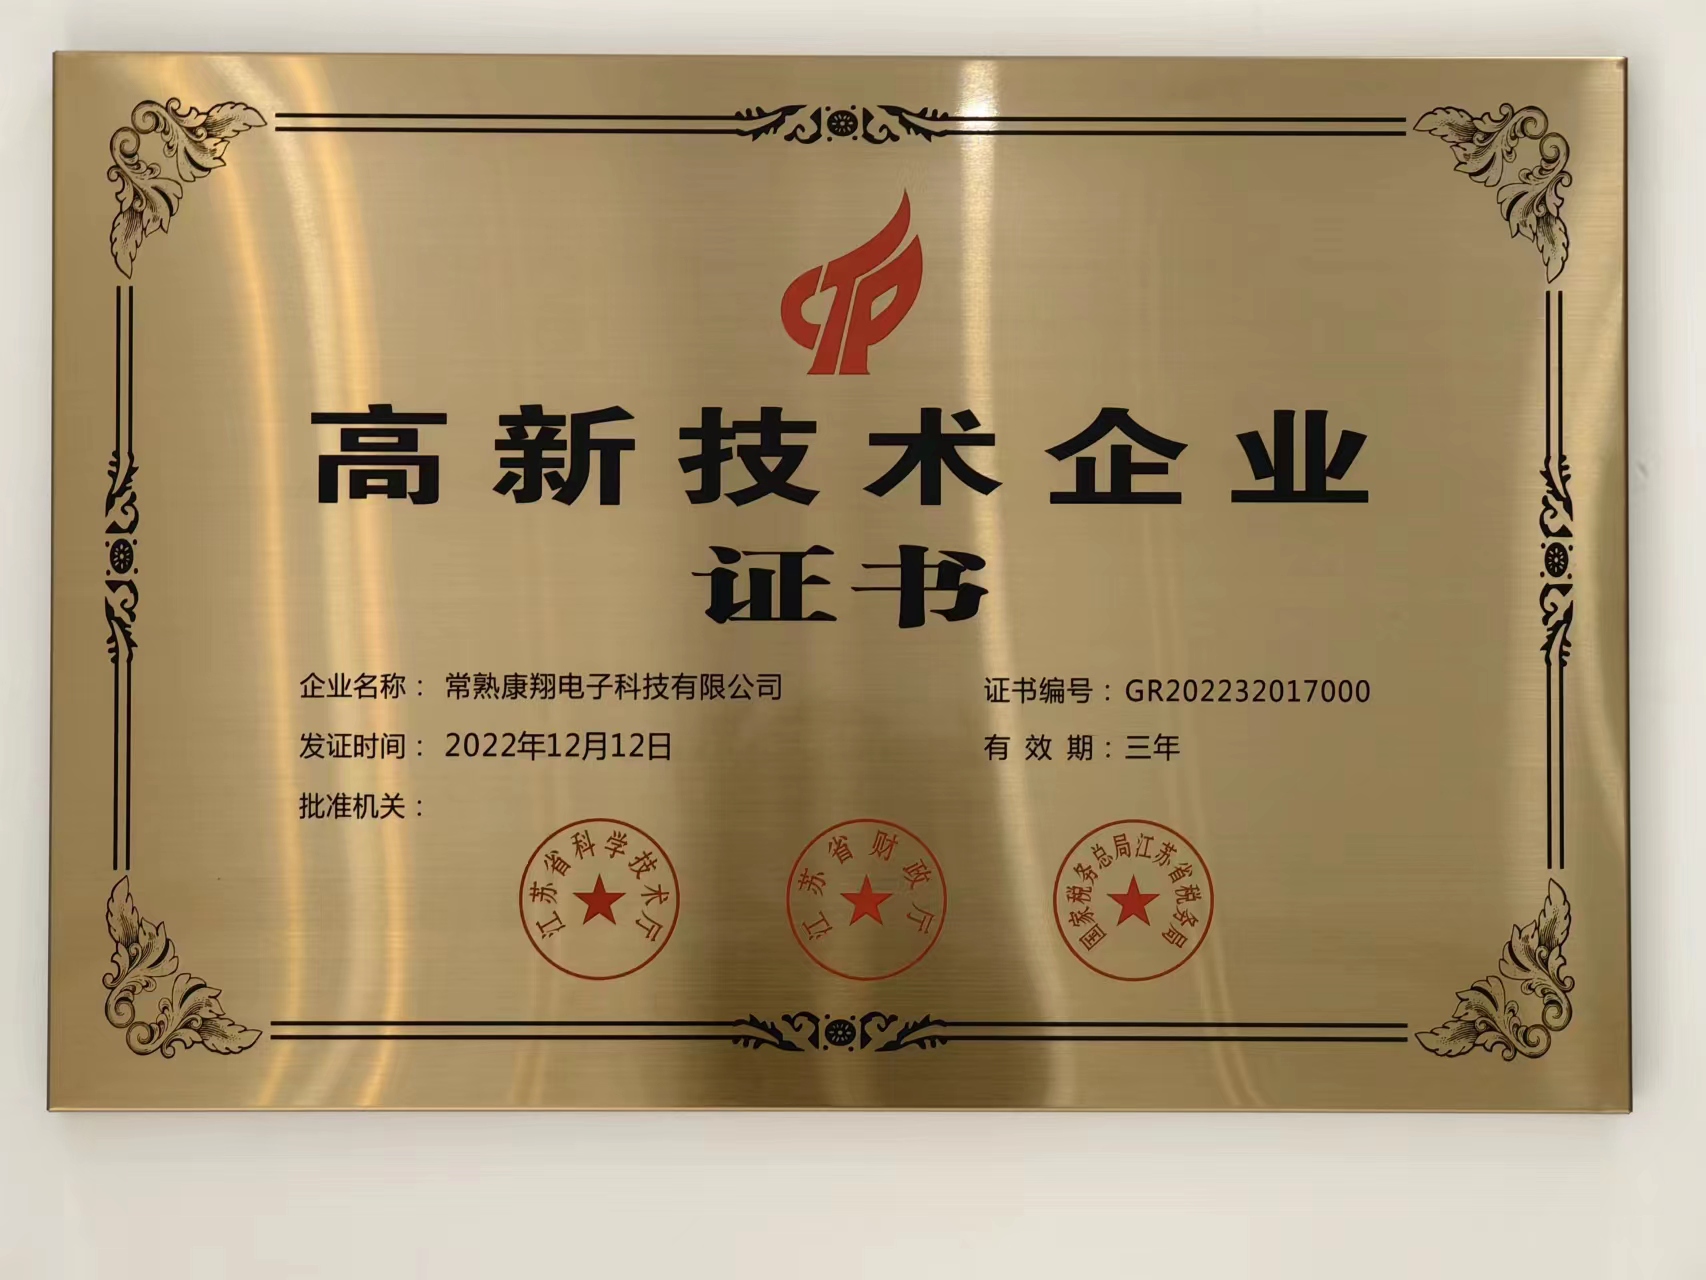 CTP
高新技术企业
证书
企业名称：常熟康翔电子科技有限公司
证书编号：GR202232017000
发证时间：2022年12月12日
有效期：三年
批准机关：
江苏省科学技术厅
江苏省财政厅
国家税务总局江苏省税务局